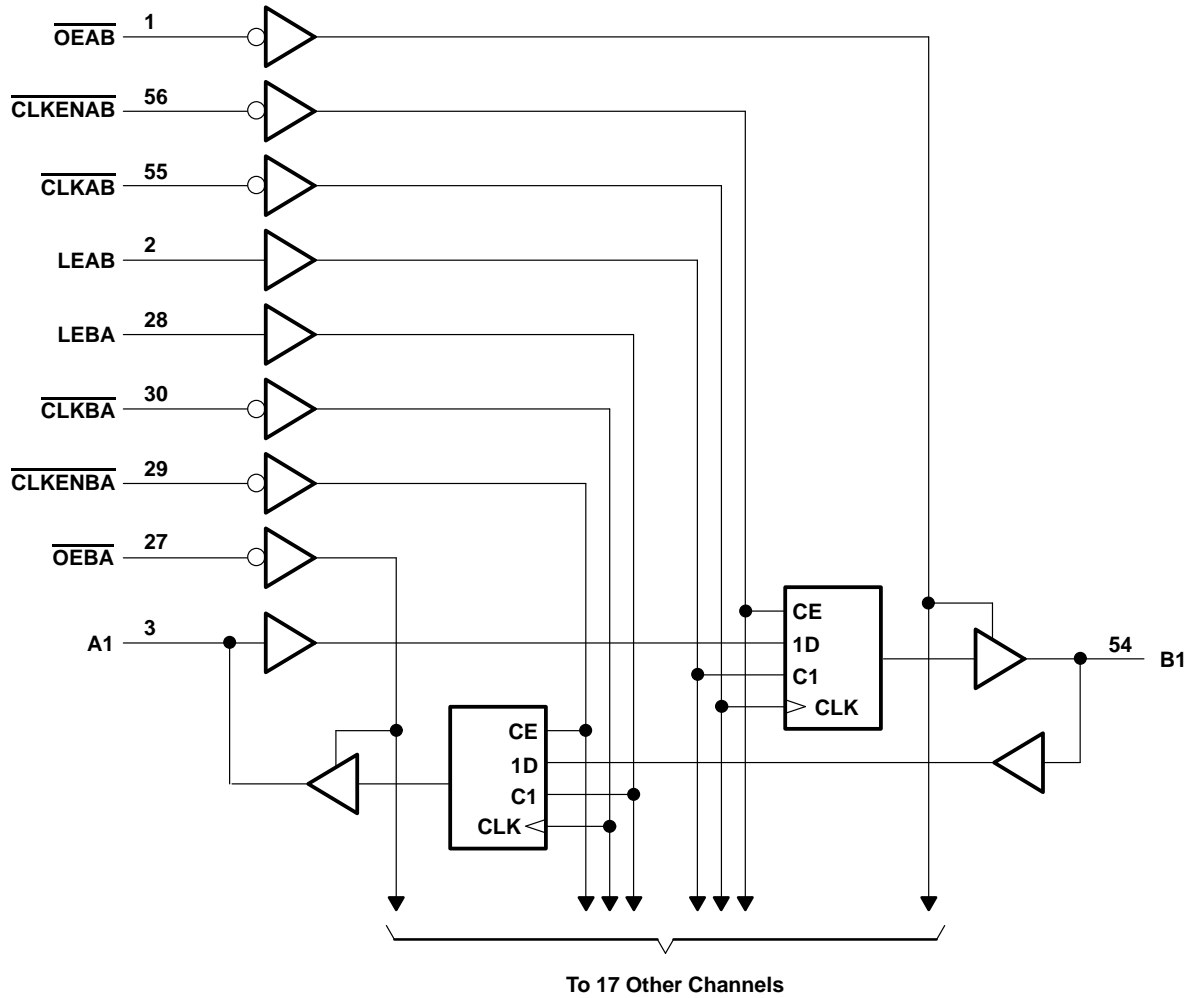 OEAB 1
CLKENAB 56
CLKAB 55
LEAB 2
LEBA 28
CLKBA 30
CLKENBA 29
OEBA 27
A1 3
CE
1D
C1
CLK
54 B1
CE
1D
C1
CLK
To 17 Other Channels